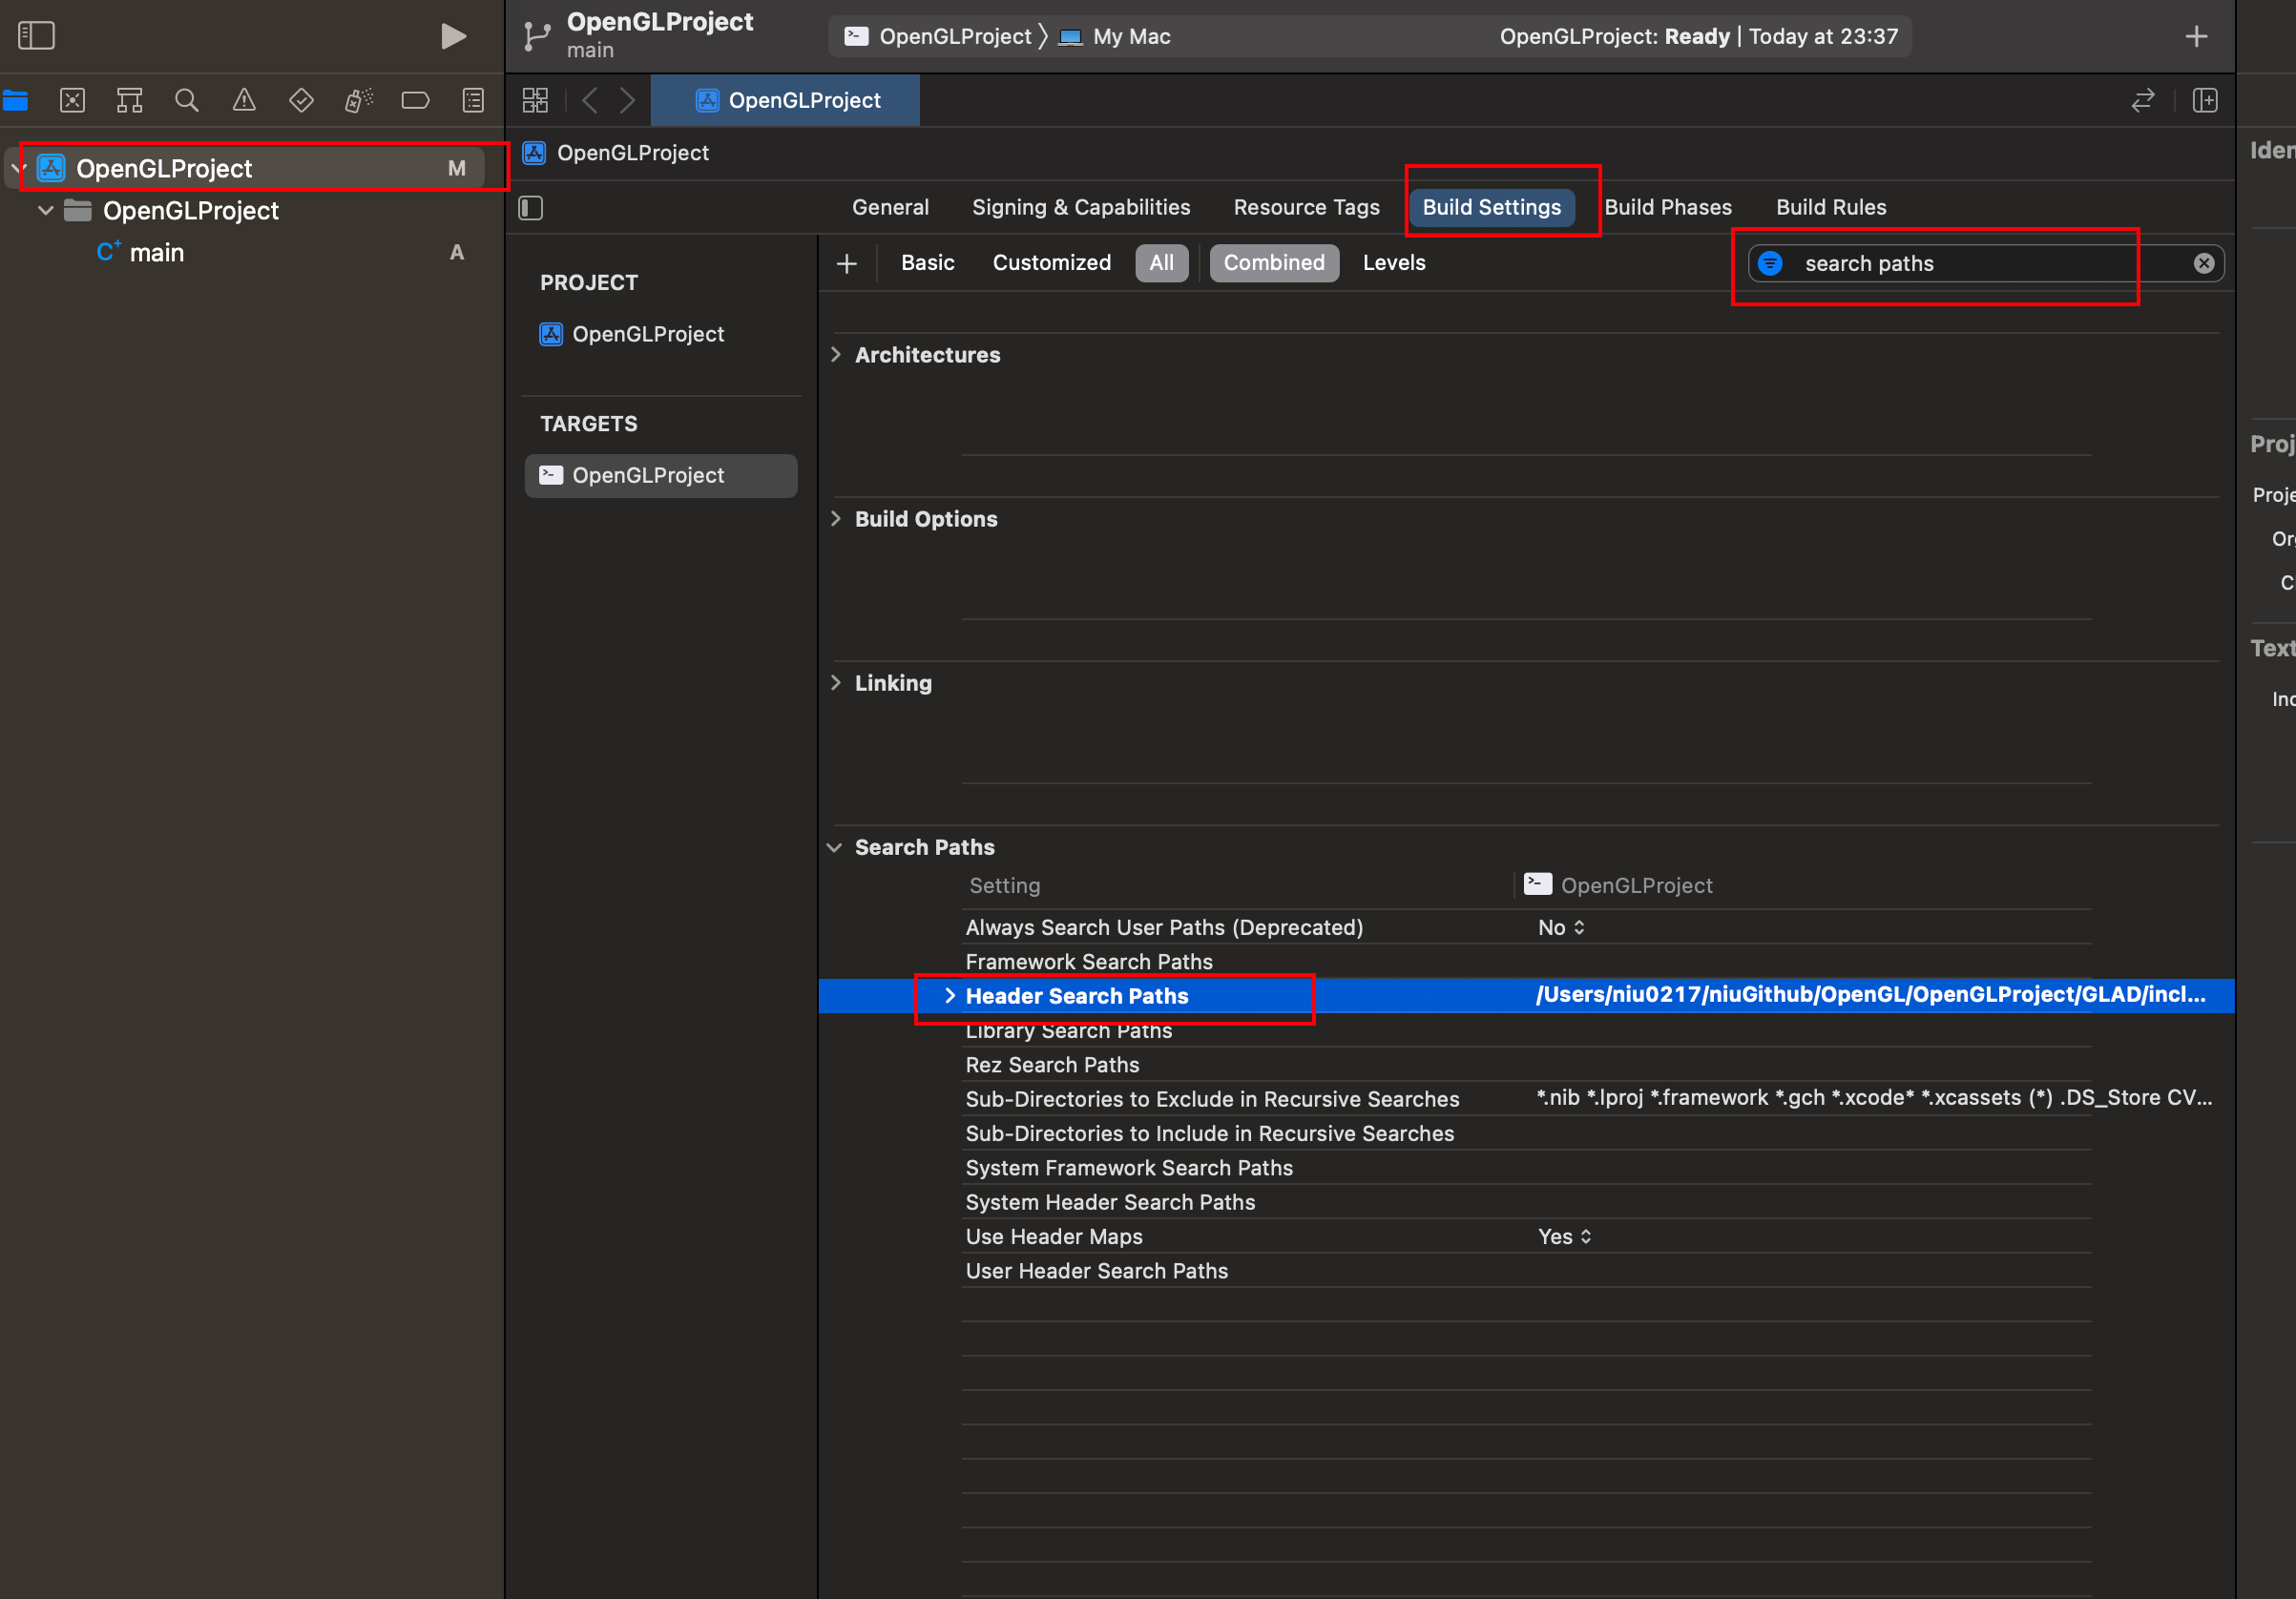 OpenGLProject
main
OpenGLProject
My Mac
OpenGLProject: Ready | Today at 23:37
OpenGLProject
OpenGLProject M
OpenGLProject
main A
OpenGLProject
General Signing & Capabilities Resource Tags Build Settings Build Phases Build Rules
Basic Customized All Combined Levels
search paths
PROJECT
OpenGLProject
TARGETS
OpenGLProject
Architectures
Build Options
Linking
Search Paths
Setting OpenGLProject
Always Search User Paths (Deprecated) No
Framework Search Paths
Header Search Paths /Users/niu0217/niuGithub/OpenGL/OpenGLProject/GLAD/incl...
Library Search Paths
Rez Search Paths
Sub-Directories to Exclude in Recursive Searches *.nib *.lproj *.framework *.gch *.xcode* *.xcassets (*) .DS_Store CV...
Sub-Directories to Include in Recursive Searches
System Framework Search Paths
System Header Search Paths
Use Header Maps Yes
User Header Search Paths
Iden
Proj
Proje
Org
C
Text
Ind